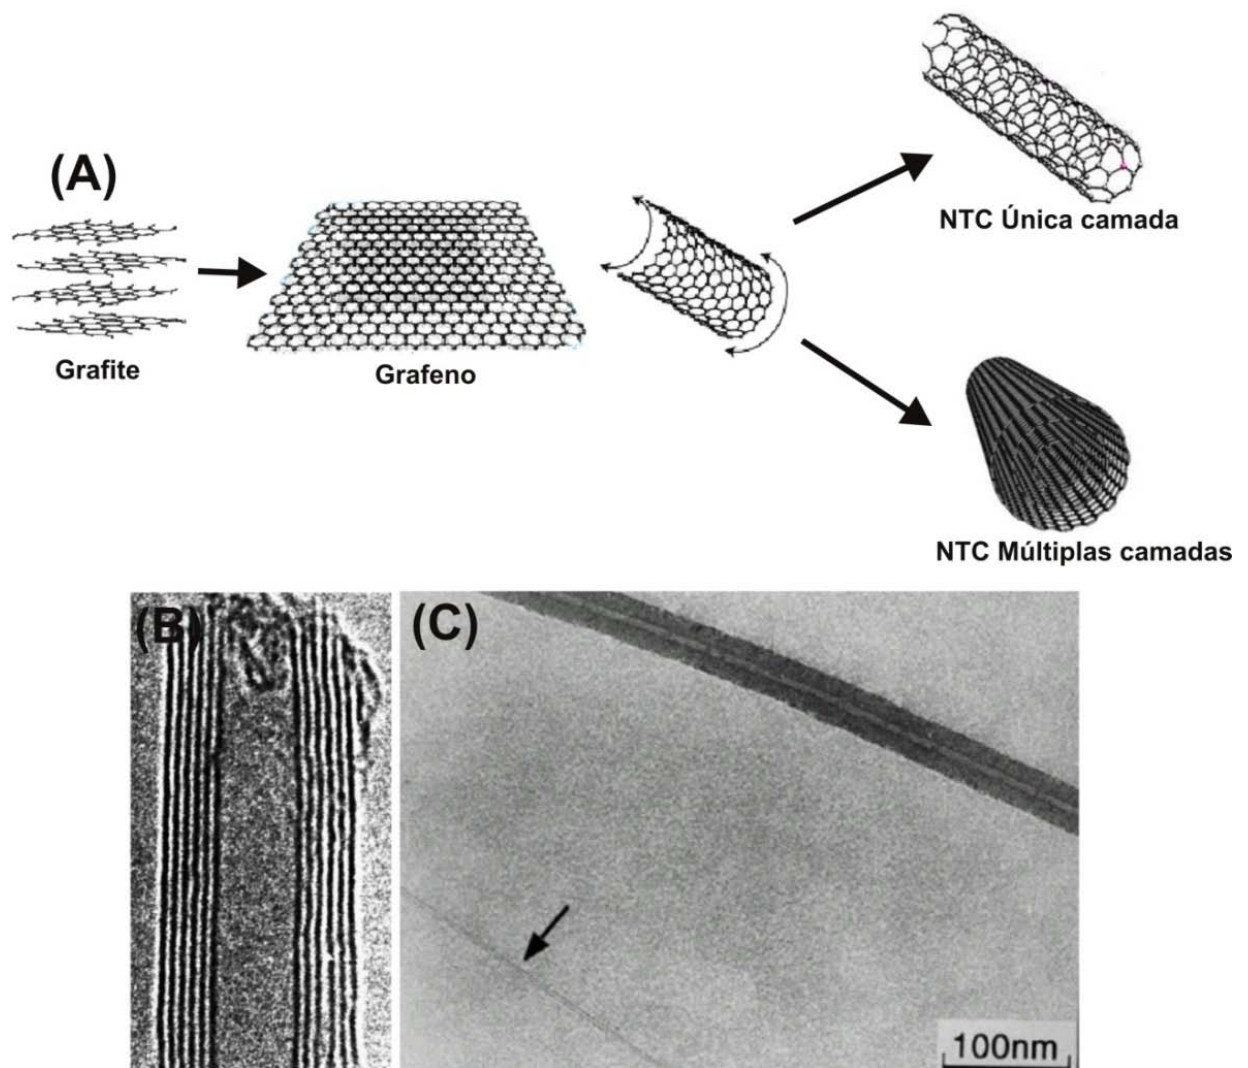 (A)
NTC Única camada
Grafite
Grafeno
NTC Múltiplas camadas
(B)
(C)
100nm